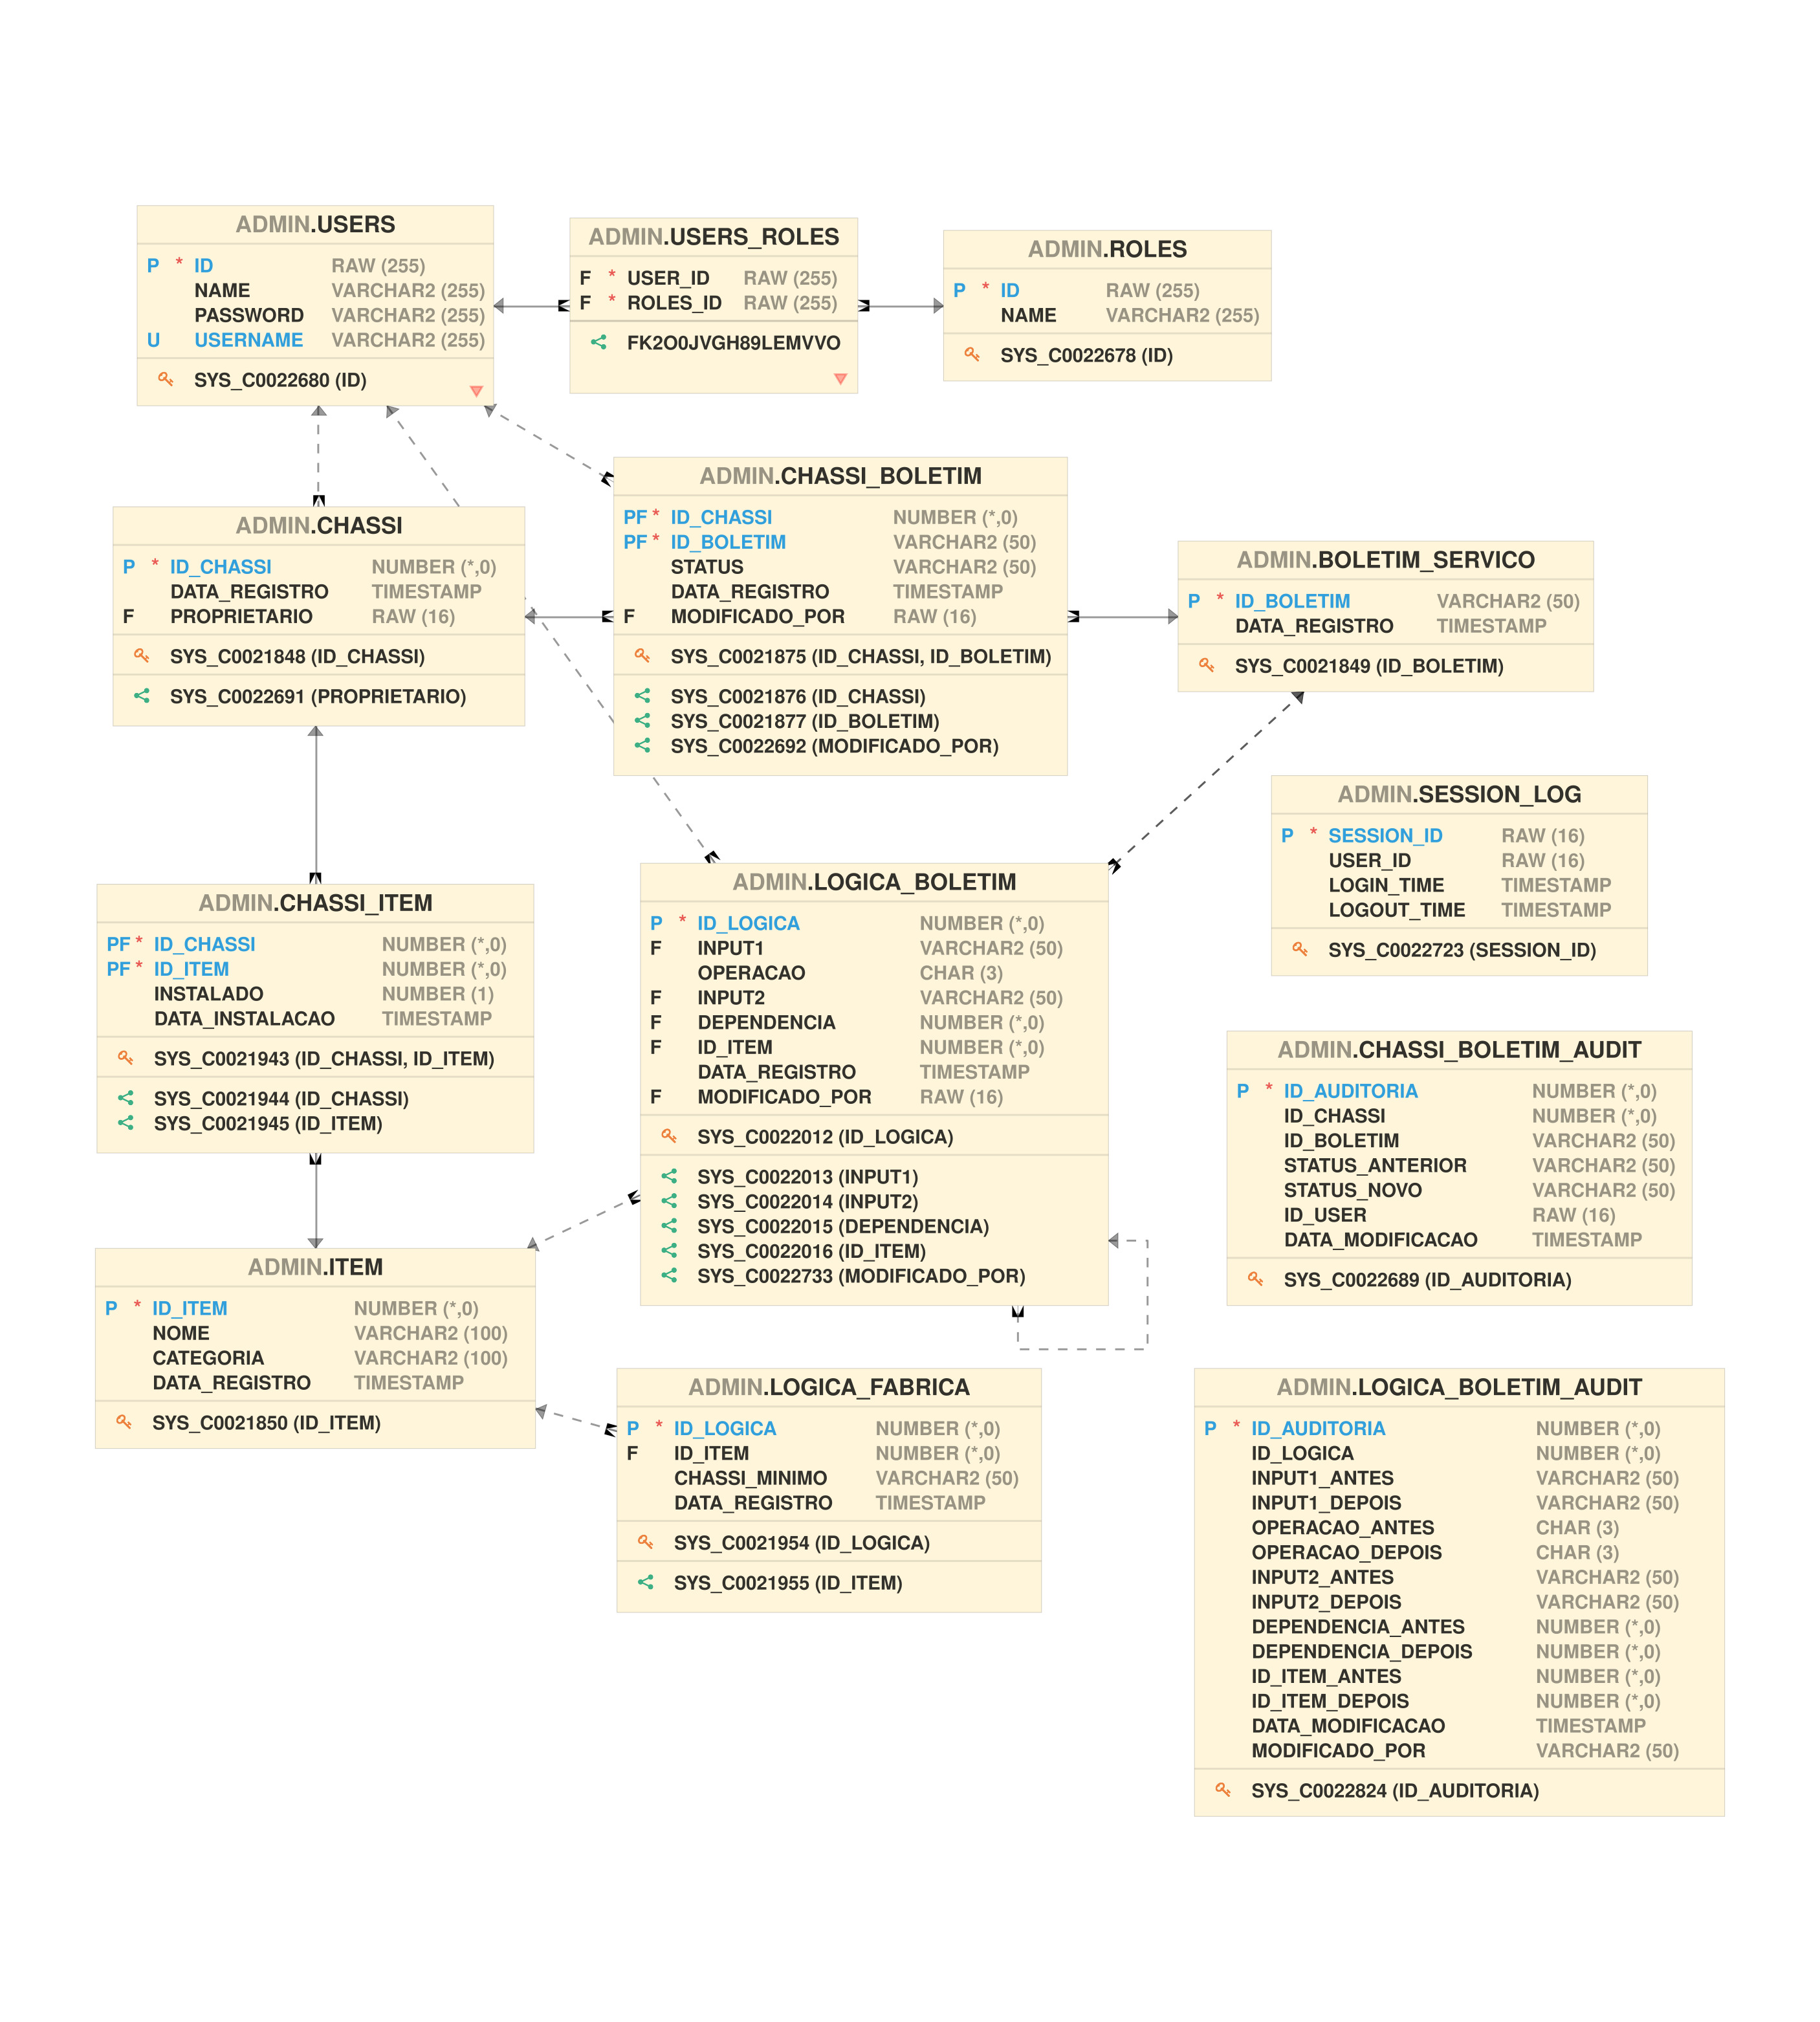 ADMIN.USERS
P * ID RAW (255)
NAME VARCHAR2 (255)
PASSWORD VARCHAR2 (255)
U USERNAME VARCHAR2 (255)
SYS_C0022680 (ID)
ADMIN.USERS_ROLES
F * USER_ID RAW (255)
F * ROLES_ID RAW (255)
FK2O0JVGH89LEMVVO
ADMIN.ROLES
P * ID RAW (255)
NAME VARCHAR2 (255)
SYS_C0022678 (ID)
ADMIN.CHASSI
P * ID_CHASSI NUMBER (*,0)
DATA_REGISTRO TIMESTAMP
F PROPRIETARIO RAW (16)
SYS_C0021848 (ID_CHASSI)
SYS_C0022691 (PROPRIETARIO)
ADMIN.CHASSI_BOLETIM
PF * ID_CHASSI NUMBER (*,0)
PF * ID_BOLETIM VARCHAR2 (50)
STATUS VARCHAR2 (50)
DATA_REGISTRO TIMESTAMP
F MODIFICADO_POR RAW (16)
SYS_C0021875 (ID_CHASSI, ID_BOLETIM)
SYS_C0021876 (ID_CHASSI)
SYS_C0021877 (ID_BOLETIM)
SYS_C0022692 (MODIFICADO_POR)
ADMIN.BOLETIM_SERVICO
P * ID_BOLETIM VARCHAR2 (50)
DATA_REGISTRO TIMESTAMP
SYS_C0021849 (ID_BOLETIM)
ADMIN.SESSION_LOG
P * SESSION_ID RAW (16)
USER_ID RAW (16)
LOGIN_TIME TIMESTAMP
LOGOUT_TIME TIMESTAMP
SYS_C0022723 (SESSION_ID)
ADMIN.CHASSI_ITEM
PF * ID_CHASSI NUMBER (*,0)
PF * ID_ITEM NUMBER (*,0)
INSTALADO NUMBER (1)
DATA_INSTALACAO TIMESTAMP
SYS_C0021943 (ID_CHASSI, ID_ITEM)
SYS_C0021944 (ID_CHASSI)
SYS_C0021945 (ID_ITEM)
ADMIN.LOGICA_BOLETIM
P * ID_LOGICA NUMBER (*,0)
F INPUT1 VARCHAR2 (50)
OPERACAO CHAR (3)
F INPUT2 VARCHAR2 (50)
F DEPENDENCIA NUMBER (*,0)
F ID_ITEM NUMBER (*,0)
DATA_REGISTRO TIMESTAMP
F MODIFICADO_POR RAW (16)
SYS_C0022012 (ID_LOGICA)
SYS_C0022013 (INPUT1)
SYS_C0022014 (INPUT2)
SYS_C0022015 (DEPENDENCIA)
SYS_C0022016 (ID_ITEM)
SYS_C0022733 (MODIFICADO_POR)
ADMIN.CHASSI_BOLETIM_AUDIT
P * ID_AUDITORIA NUMBER (*,0)
ID_CHASSI NUMBER (*,0)
ID_BOLETIM VARCHAR2 (50)
STATUS_ANTERIOR VARCHAR2 (50)
STATUS_NOVO VARCHAR2 (50)
ID_USER RAW (16)
DATA_MODIFICACAO TIMESTAMP
SYS_C0022689 (ID_AUDITORIA)
ADMIN.ITEM
P * ID_ITEM NUMBER (*,0)
NOME VARCHAR2 (100)
CATEGORIA VARCHAR2 (100)
DATA_REGISTRO TIMESTAMP
SYS_C0021850 (ID_ITEM)
ADMIN.LOGICA_FABRICA
P * ID_LOGICA NUMBER (*,0)
F ID_ITEM NUMBER (*,0)
CHASSI_MINIMO VARCHAR2 (50)
DATA_REGISTRO TIMESTAMP
SYS_C0021954 (ID_LOGICA)
SYS_C0021955 (ID_ITEM)
ADMIN.LOGICA_BOLETIM_AUDIT
P * ID_AUDITORIA NUMBER (*,0)
ID_LOGICA NUMBER (*,0)
INPUT1_ANTES VARCHAR2 (50)
INPUT1_DEPOIS VARCHAR2 (50)
OPERACAO_ANTES CHAR (3)
OPERACAO_DEPOIS CHAR (3)
INPUT2_ANTES VARCHAR2 (50)
INPUT2_DEPOIS VARCHAR2 (50)
DEPENDENCIA_ANTES NUMBER (*,0)
DEPENDENCIA_DEPOIS NUMBER (*,0)
ID_ITEM_ANTES NUMBER (*,0)
ID_ITEM_DEPOIS NUMBER (*,0)
DATA_MODIFICACAO TIMESTAMP
MODIFICADO_POR VARCHAR2 (50)
SYS_C0022824 (ID_AUDITORIA)